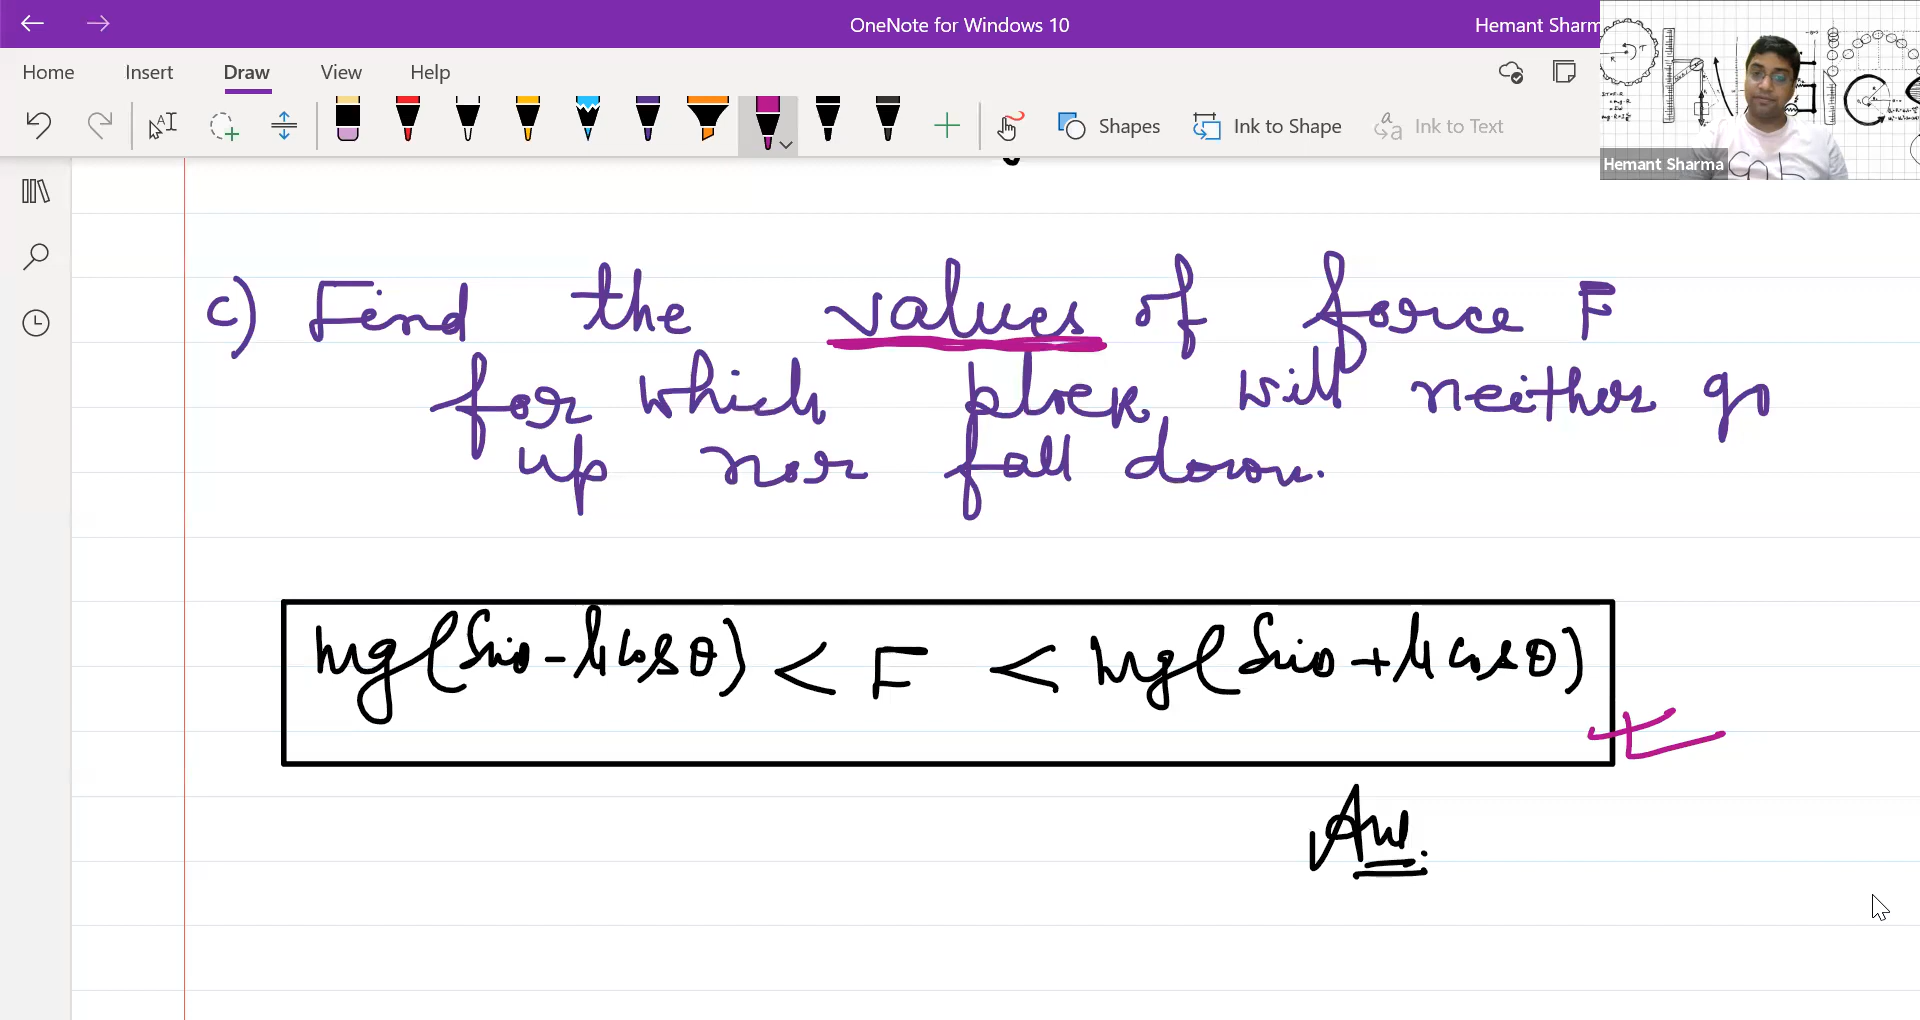 OneNote for Windows 10
Hemant Sharm
Home Insert Draw View Help
Shapes Ink to Shape Ink to Text
Hemant Sharma
c) Find the values of force F
for which block will neither go
up nor fall down.
mg(Sinθ-μCosθ) < F < mg(Sinθ+μCosθ)
Ans.